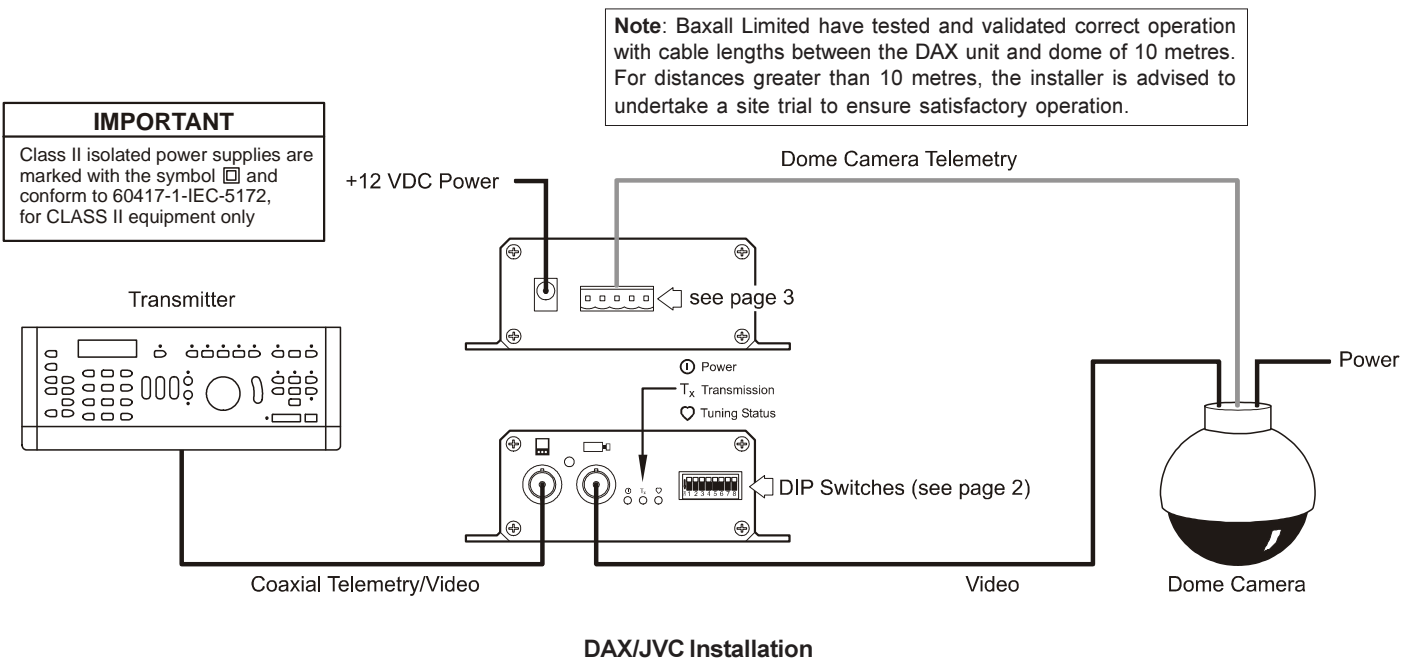 Note: Baxall Limited have tested and validated correct operation
with cable lengths between the DAX unit and dome of 10 metres.
For distances greater than 10 metres, the installer is advised to
undertake a site trial to ensure satisfactory operation.
IMPORTANT
Class II isolated power supplies are
marked with the symbol and
conform to 60417-1-IEC-5172,
for CLASS II equipment only
Dome Camera Telemetry
+12 VDC Power
see page 3
Transmitter
Power
Tx Transmission
Tuning Status
Power
Tx
1 2 3 4 5 6 7 8
DIP Switches (see page 2)
Coaxial Telemetry/Video
Video
Dome Camera
DAX/JVC Installation